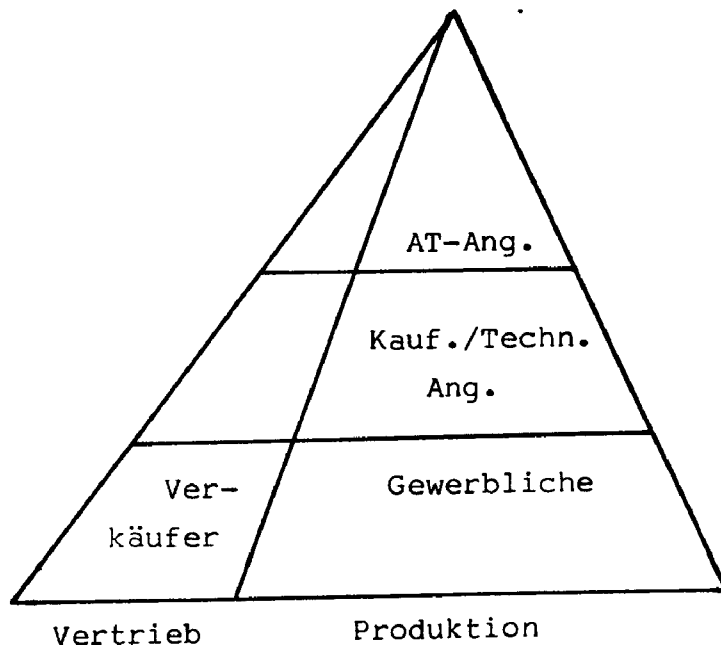 AT-Ang.
Kauf./Techn.
Ang.
Ver-
käufer
Gewerbliche
Vertrieb
Produktion